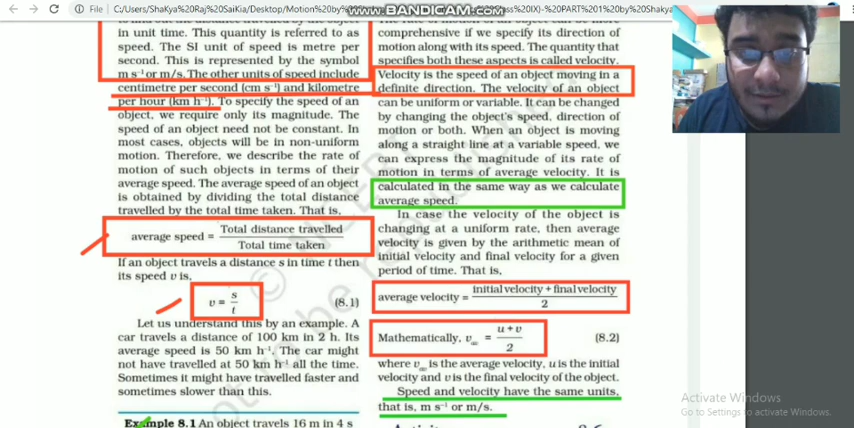 File
C:/Users/ShaKya Raj SaiKia/Desktop/Motion
WWW.BANDICAM.COM
in unit time. This quantity is referred to as
speed. The SI unit of speed is metre per
second. This is represented by the symbol
m s⁻¹ or m/s. The other units of speed include
centimetre per second (cm s⁻¹) and kilometre
per hour (km h⁻¹). To specify the speed of an
object, we require only its magnitude. The
speed of an object need not be constant. In
most cases, objects will be in non-uniform
motion. Therefore, we describe the rate of
motion of such objects in terms of their
average speed. The average speed of an object
is obtained by dividing the total distance
travelled by the total time taken. That is,
average speed = Total distance travelled / Total time taken
If an object travels a distance s in time t then
its speed v is,
v = s / t (8.1)
Let us understand this by an example. A
car travels a distance of 100 km in 2 h. Its
average speed is 50 km h⁻¹. The car might
not have travelled at 50 km h⁻¹ all the time.
Sometimes it might have travelled faster and
sometimes slower than this.
Example 8.1 An object travels 16 m in 4 s
comprehensive if we specify its direction of
motion along with its speed. The quantity that
specifies both these aspects is called velocity.
Velocity is the speed of an object moving in a
definite direction. The velocity of an object
can be uniform or variable. It can be changed
by changing the object's speed, direction of
motion or both. When an object is moving
along a straight line at a variable speed, we
can express the magnitude of its rate of
motion in terms of average velocity. It is
calculated in the same way as we calculate
average speed.
In case the velocity of the object is
changing at a uniform rate, then average
velocity is given by the arithmetic mean of
initial velocity and final velocity for a given
period of time. That is,
average velocity = initial velocity + final velocity / 2
Mathematically, v_av = u + v / 2 (8.2)
where v_av is the average velocity, u is the initial
velocity and v is the final velocity of the object.
Speed and velocity have the same units,
that is, m s⁻¹ or m/s.
Activate Windows
Go to Settings to activate Windows.